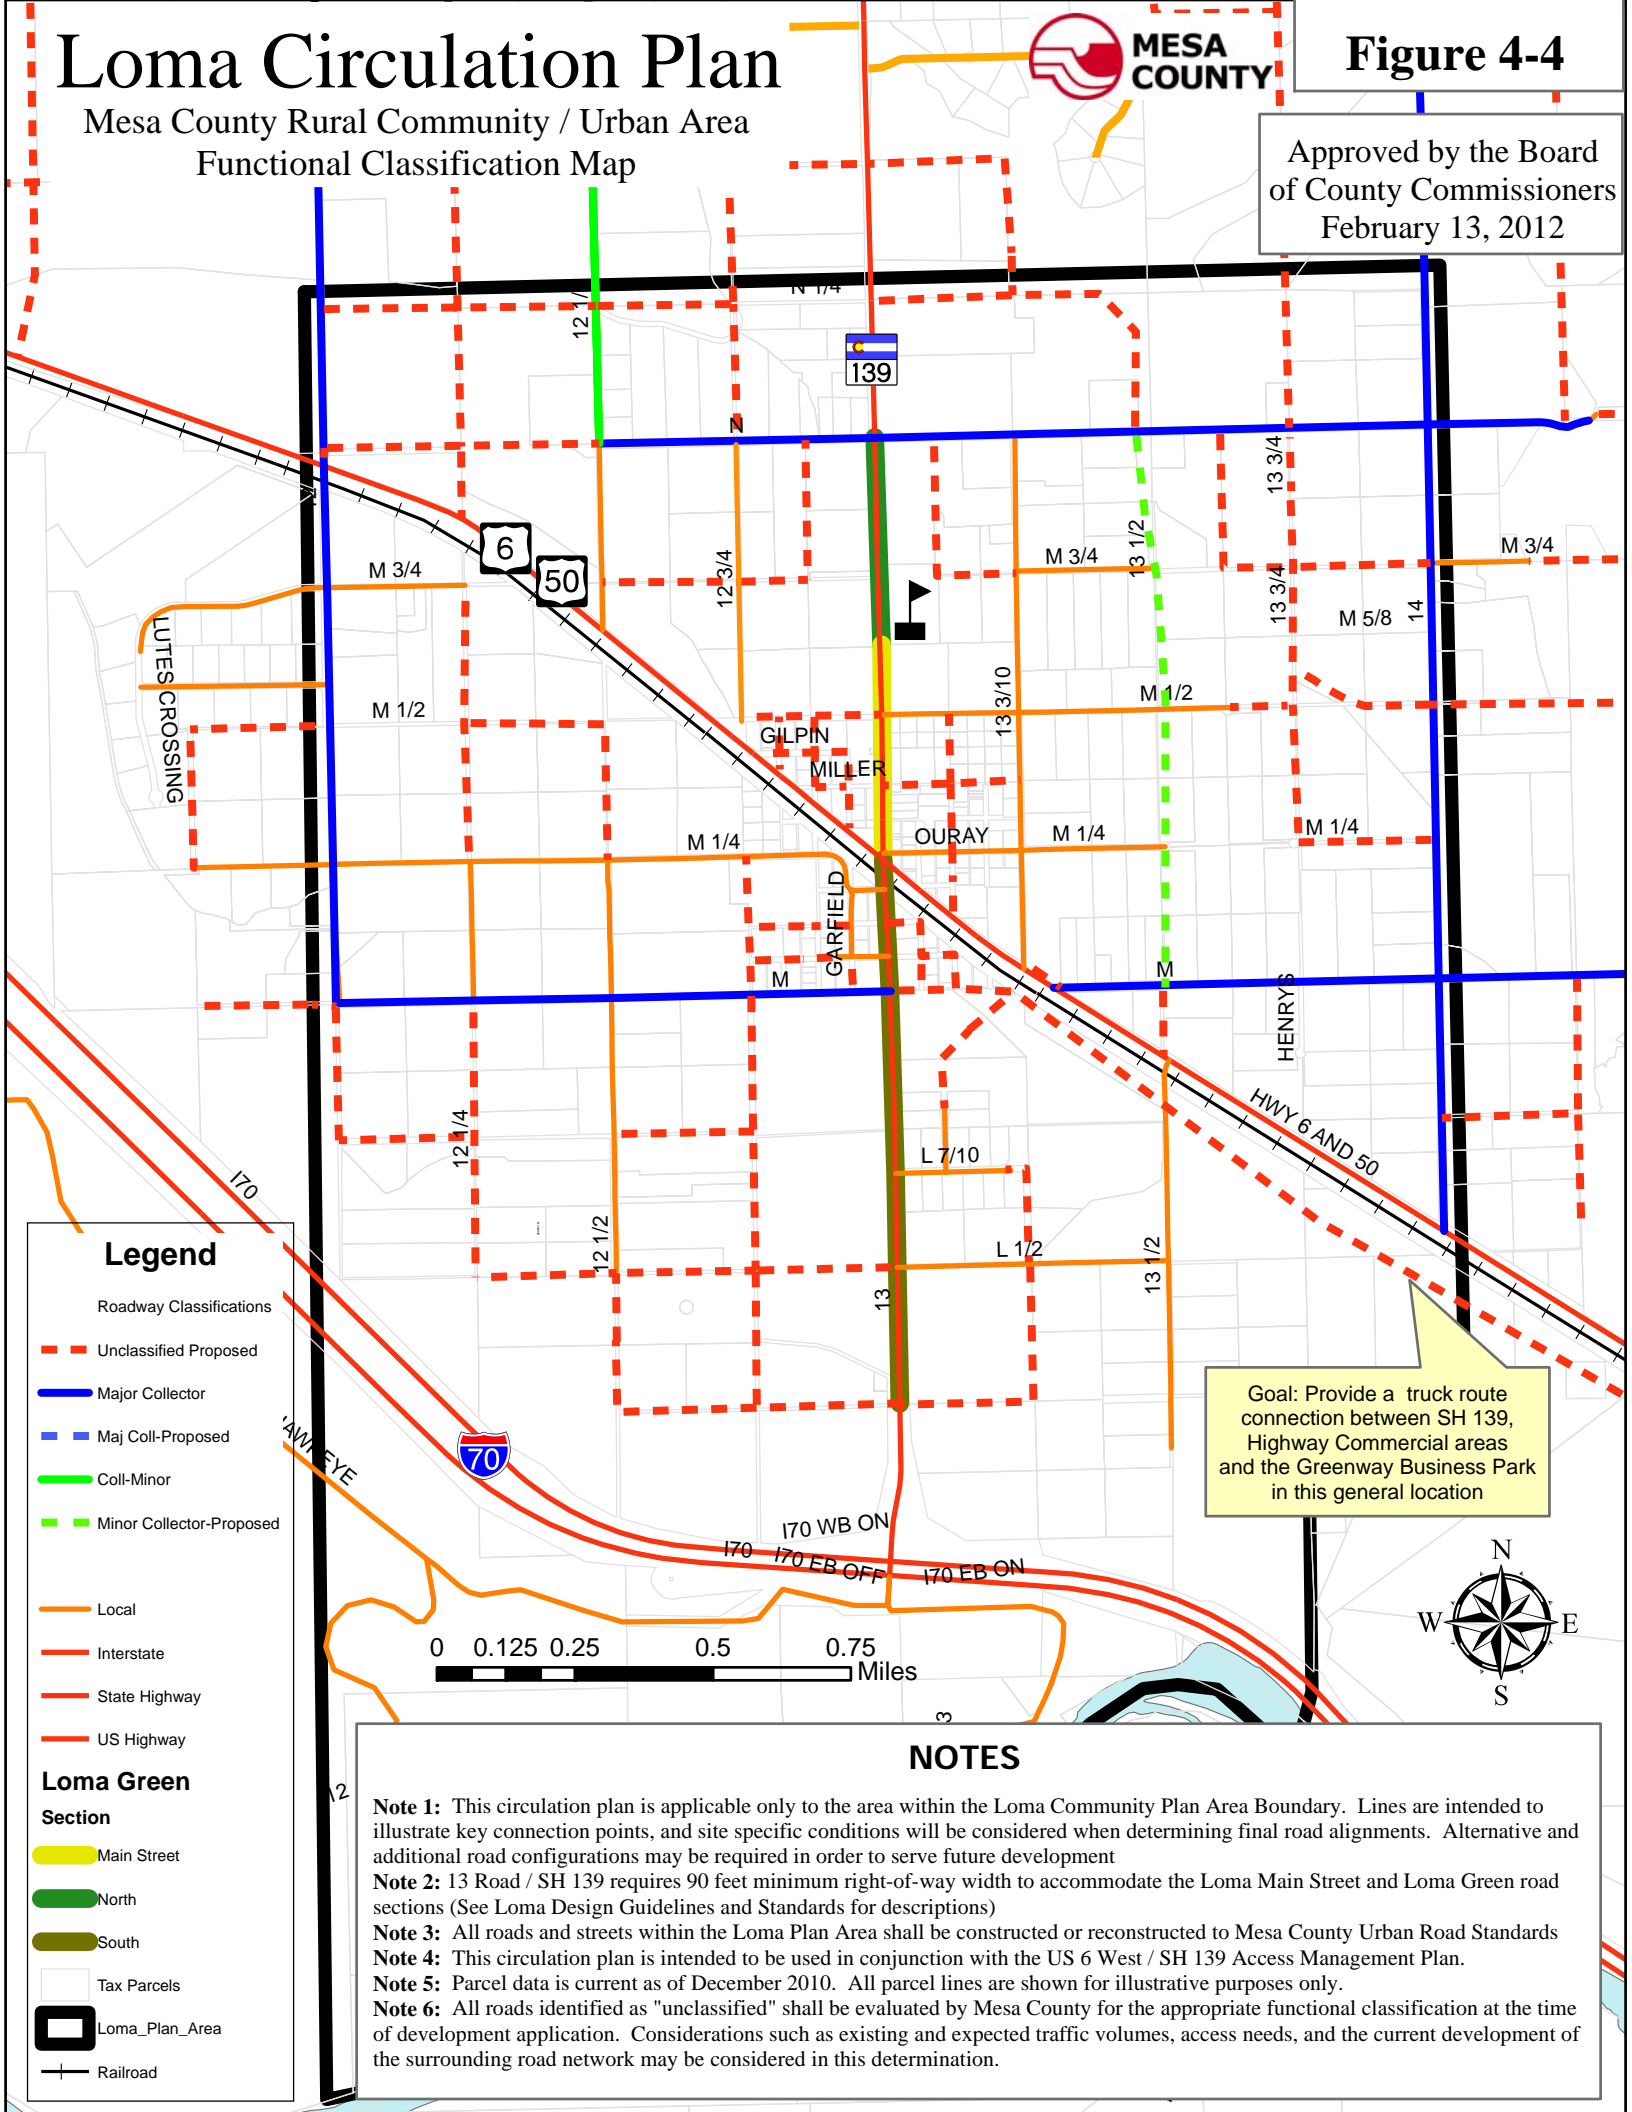 Loma Circulation Plan
Mesa County Rural Community / Urban Area
Functional Classification Map
MESA
COUNTY
Figure 4-4
Approved by the Board
of County Commissioners
February 13, 2012
N 1/4
12 1/
139
N
13 3/4
12
6
50
M 3/4
12 3/4
M 3/4
13 1/2
M 3/4
13 3/4
M 5/8
14
LUTES CROSSING
M 1/2
13 3/10
M 1/2
GILPIN
MILLER
M 1/4
OURAY
M 1/4
M 1/4
GARFIELD
M
M
HENRYS
12 1/4
L 7/10
HWY 6 AND 50
I70
12 1/2
L 1/2
13 1/2
13
Legend
Roadway Classifications
Unclassified Proposed
Major Collector
Maj Coll-Proposed
Coll-Minor
Minor Collector-Proposed
Local
Interstate
State Highway
US Highway
Loma Green
Section
Main Street
North
South
Tax Parcels
Loma_Plan_Area
Railroad
AWKEYE
70
Goal: Provide a truck route
connection between SH 139,
Highway Commercial areas
and the Greenway Business Park
in this general location
I70 WB ON
I70
I70 EB OFF
I70 EB ON
N
W
E
S
0 0.125 0.25 0.5 0.75
Miles
3
12
NOTES
Note 1: This circulation plan is applicable only to the area within the Loma Community Plan Area Boundary. Lines are intended to
illustrate key connection points, and site specific conditions will be considered when determining final road alignments. Alternative and
additional road configurations may be required in order to serve future development
Note 2: 13 Road / SH 139 requires 90 feet minimum right-of-way width to accommodate the Loma Main Street and Loma Green road
sections (See Loma Design Guidelines and Standards for descriptions)
Note 3: All roads and streets within the Loma Plan Area shall be constructed or reconstructed to Mesa County Urban Road Standards
Note 4: This circulation plan is intended to be used in conjunction with the US 6 West / SH 139 Access Management Plan.
Note 5: Parcel data is current as of December 2010. All parcel lines are shown for illustrative purposes only.
Note 6: All roads identified as "unclassified" shall be evaluated by Mesa County for the appropriate functional classification at the time
of development application. Considerations such as existing and expected traffic volumes, access needs, and the current development of
the surrounding road network may be considered in this determination.